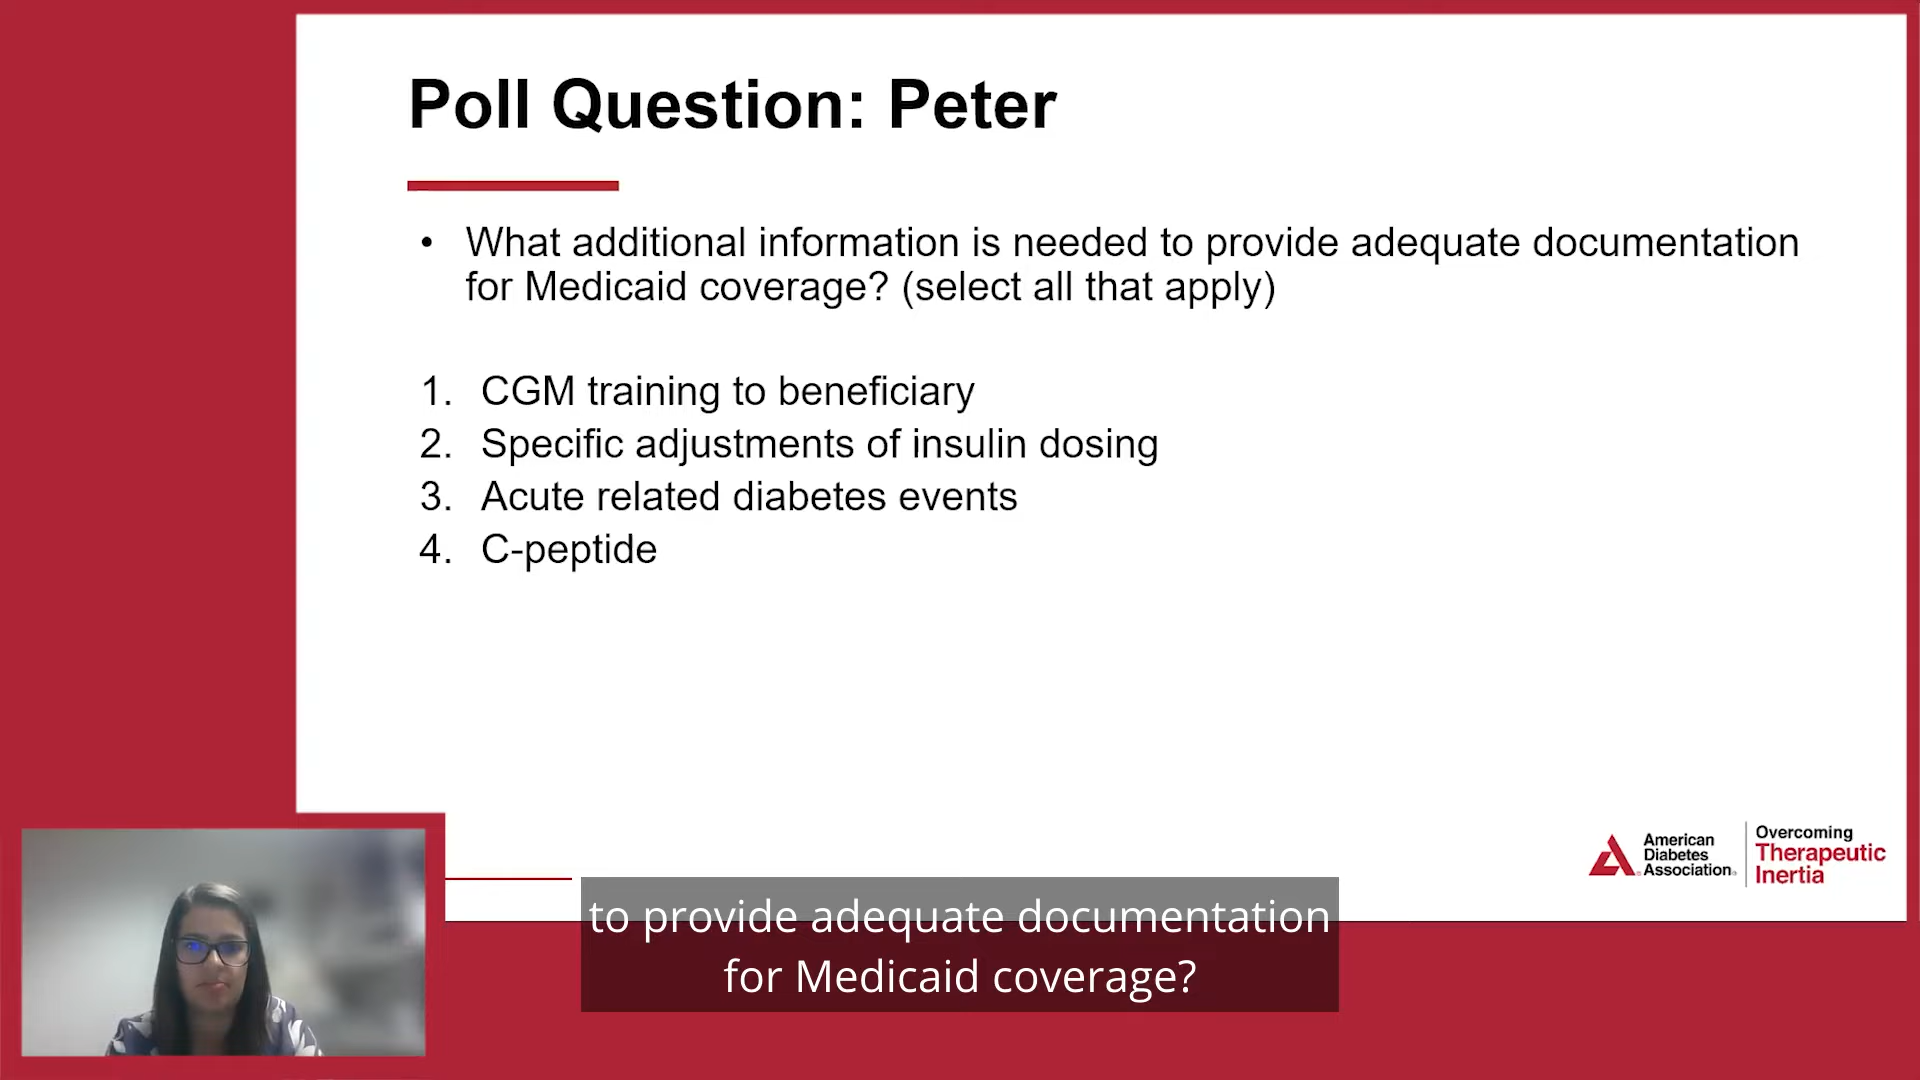 Poll Question: Peter
• What additional information is needed to provide adequate documentation
for Medicaid coverage? (select all that apply)
1. CGM training to beneficiary
2. Specific adjustments of insulin dosing
3. Acute related diabetes events
4. C-peptide
American
Diabetes
Association®
Overcoming
Therapeutic
Inertia
to provide adequate documentation
for Medicaid coverage?